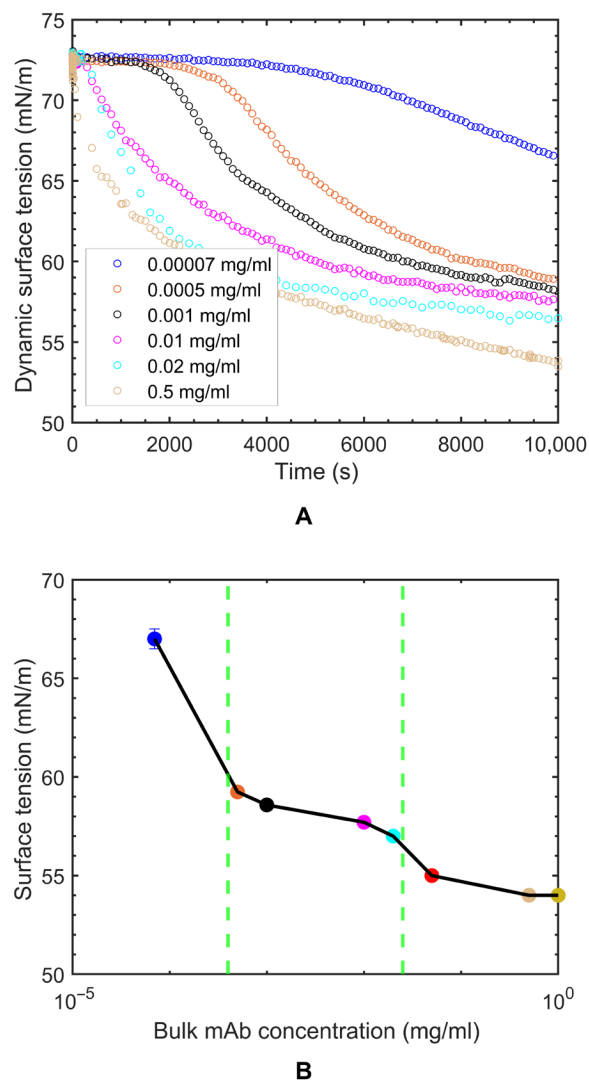 75
70
65
60
55
50
Dynamic surface tension (mN/m)
0.00007 mg/ml
0.0005 mg/ml
0.001 mg/ml
0.01 mg/ml
0.02 mg/ml
0.5 mg/ml
0 2000 4000 6000 8000 10,000
Time (s)
A
70
65
60
55
50
Surface tension (mN/m)
10⁻⁵ 10⁰
Bulk mAb concentration (mg/ml)
B